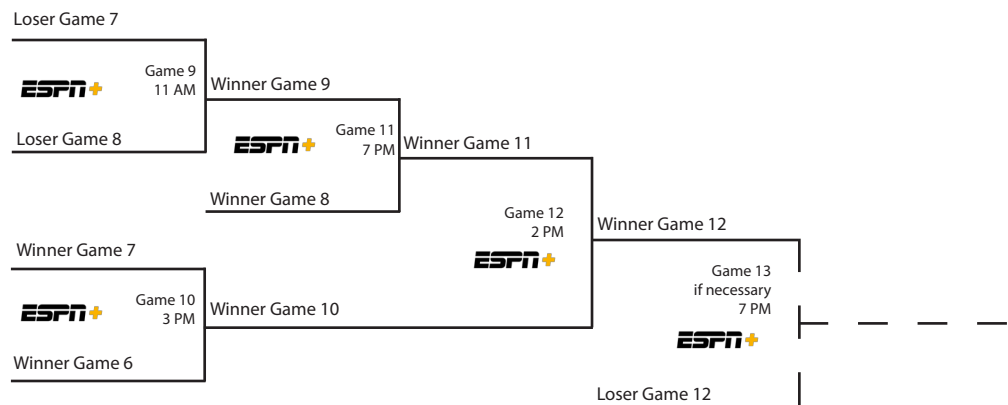 Loser Game 7
Game 9
11 AM
ESPN+
Winner Game 9
Loser Game 8
Game 11
7 PM
ESPN+
Winner Game 11
Winner Game 8
Game 12
2 PM
ESPN+
Winner Game 12
Winner Game 7
Game 10
3 PM
ESPN+
Winner Game 10
Winner Game 6
Game 13
if necessary
7 PM
ESPN+
Loser Game 12